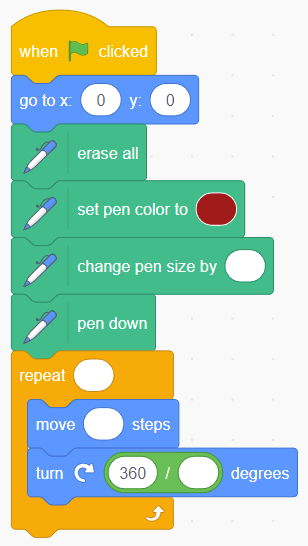 when clicked
go to x: 0 y: 0
erase all
set pen color to
change pen size by
pen down
repeat
move steps
turn 360 / degrees